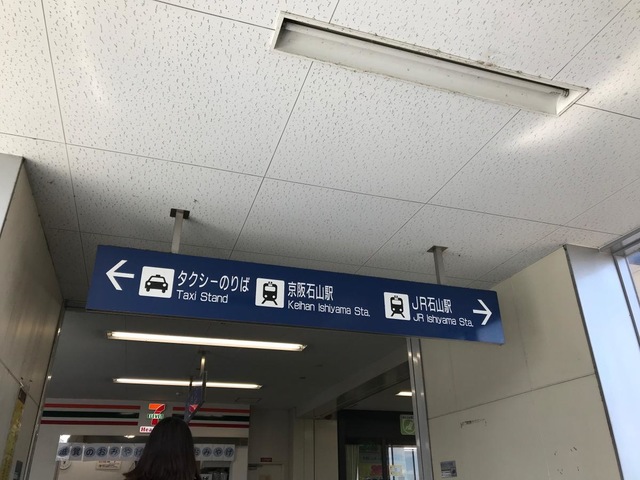 タクシーのりば
Taxi Stand
京阪石山駅
Keihan Ishiyama Sta.
JR石山駅
JR Ishiyama Sta.